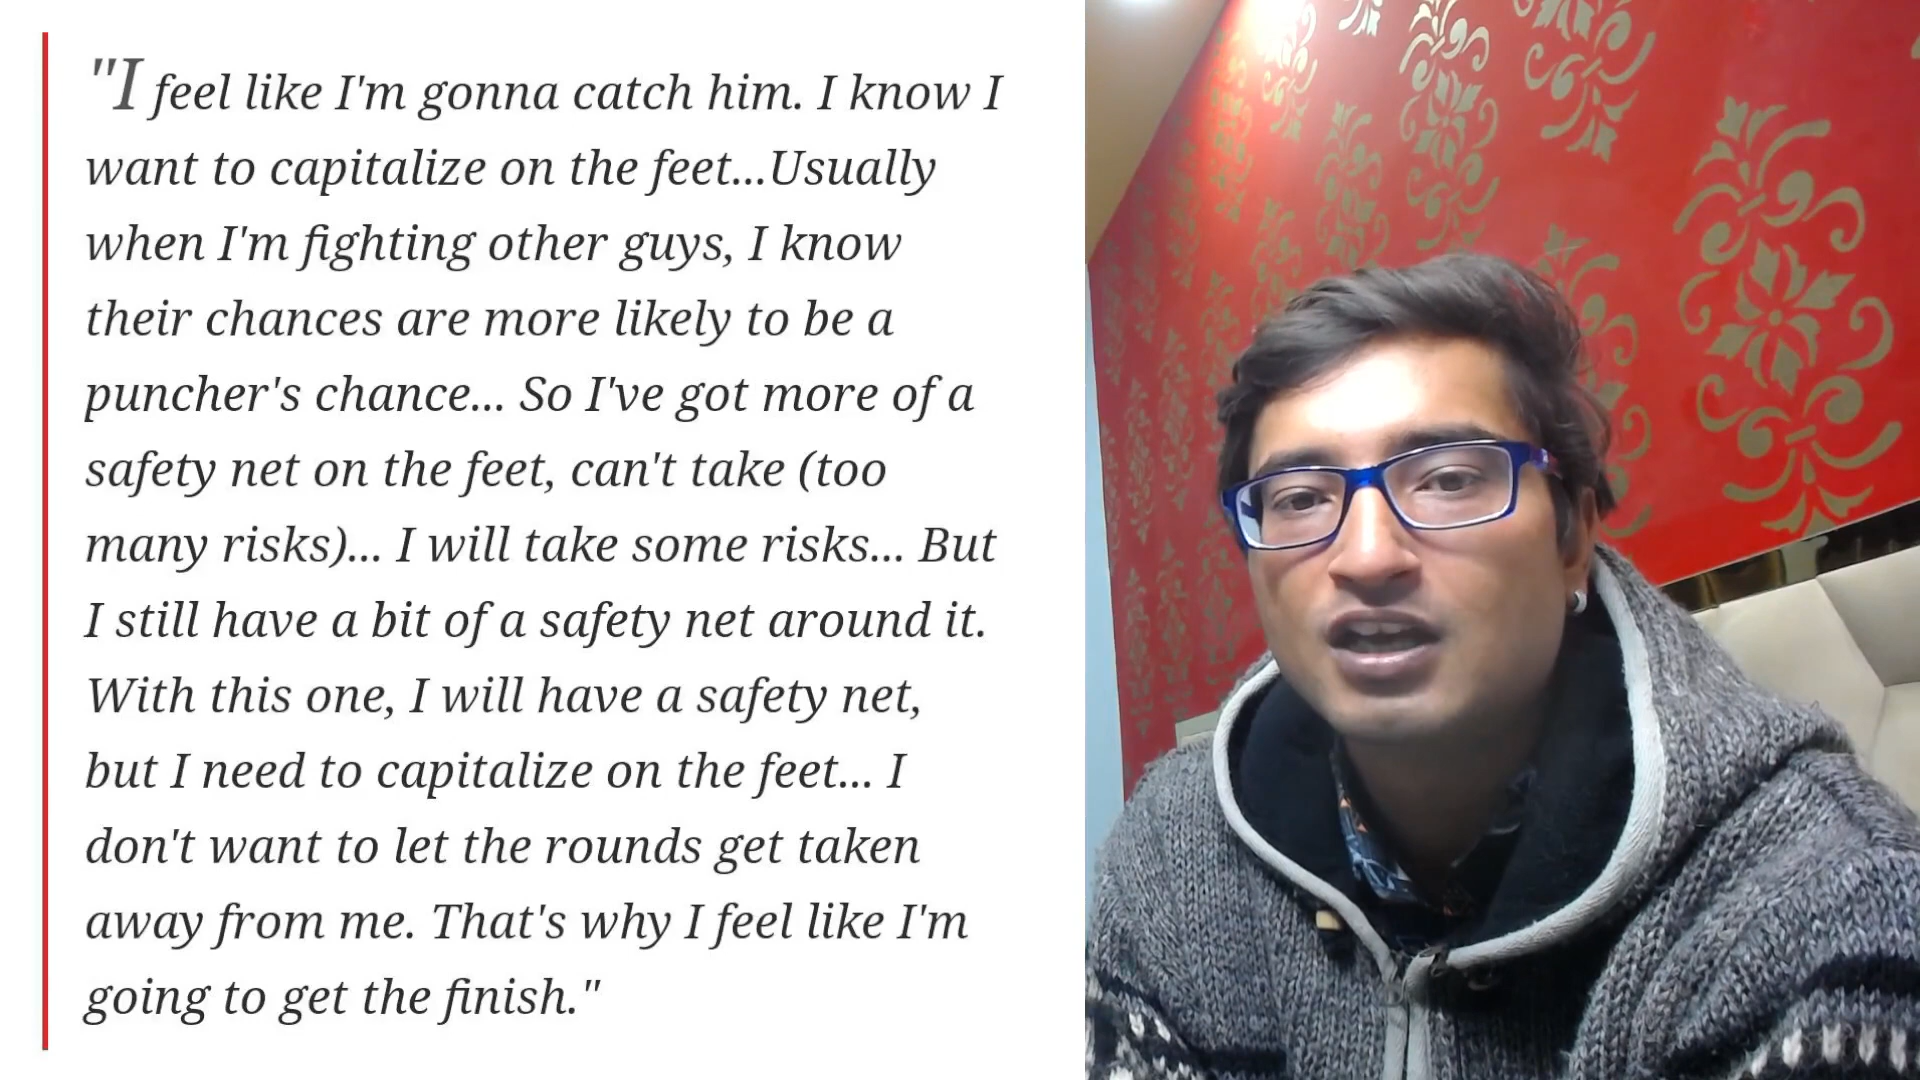 "I feel like I'm gonna catch him. I know I
want to capitalize on the feet...Usually
when I'm fighting other guys, I know
their chances are more likely to be a
puncher's chance... So I've got more of a
safety net on the feet, can't take (too
many risks)... I will take some risks... But
I still have a bit of a safety net around it.
With this one, I will have a safety net,
but I need to capitalize on the feet... I
don't want to let the rounds get taken
away from me. That's why I feel like I'm
going to get the finish."